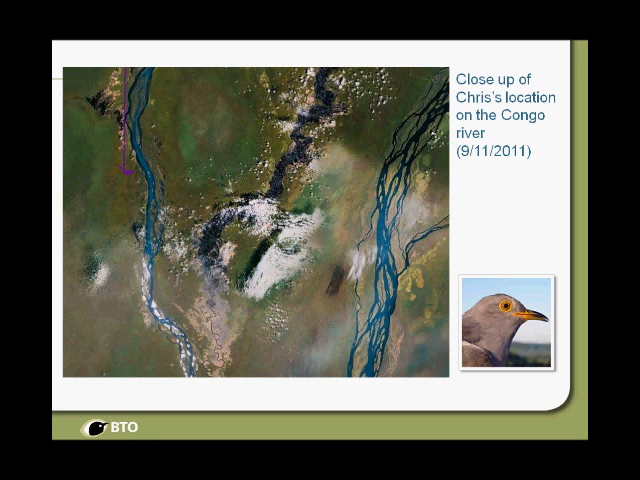 Close up of
Chris's location
on the Congo
river
(9/11/2011)
BTO